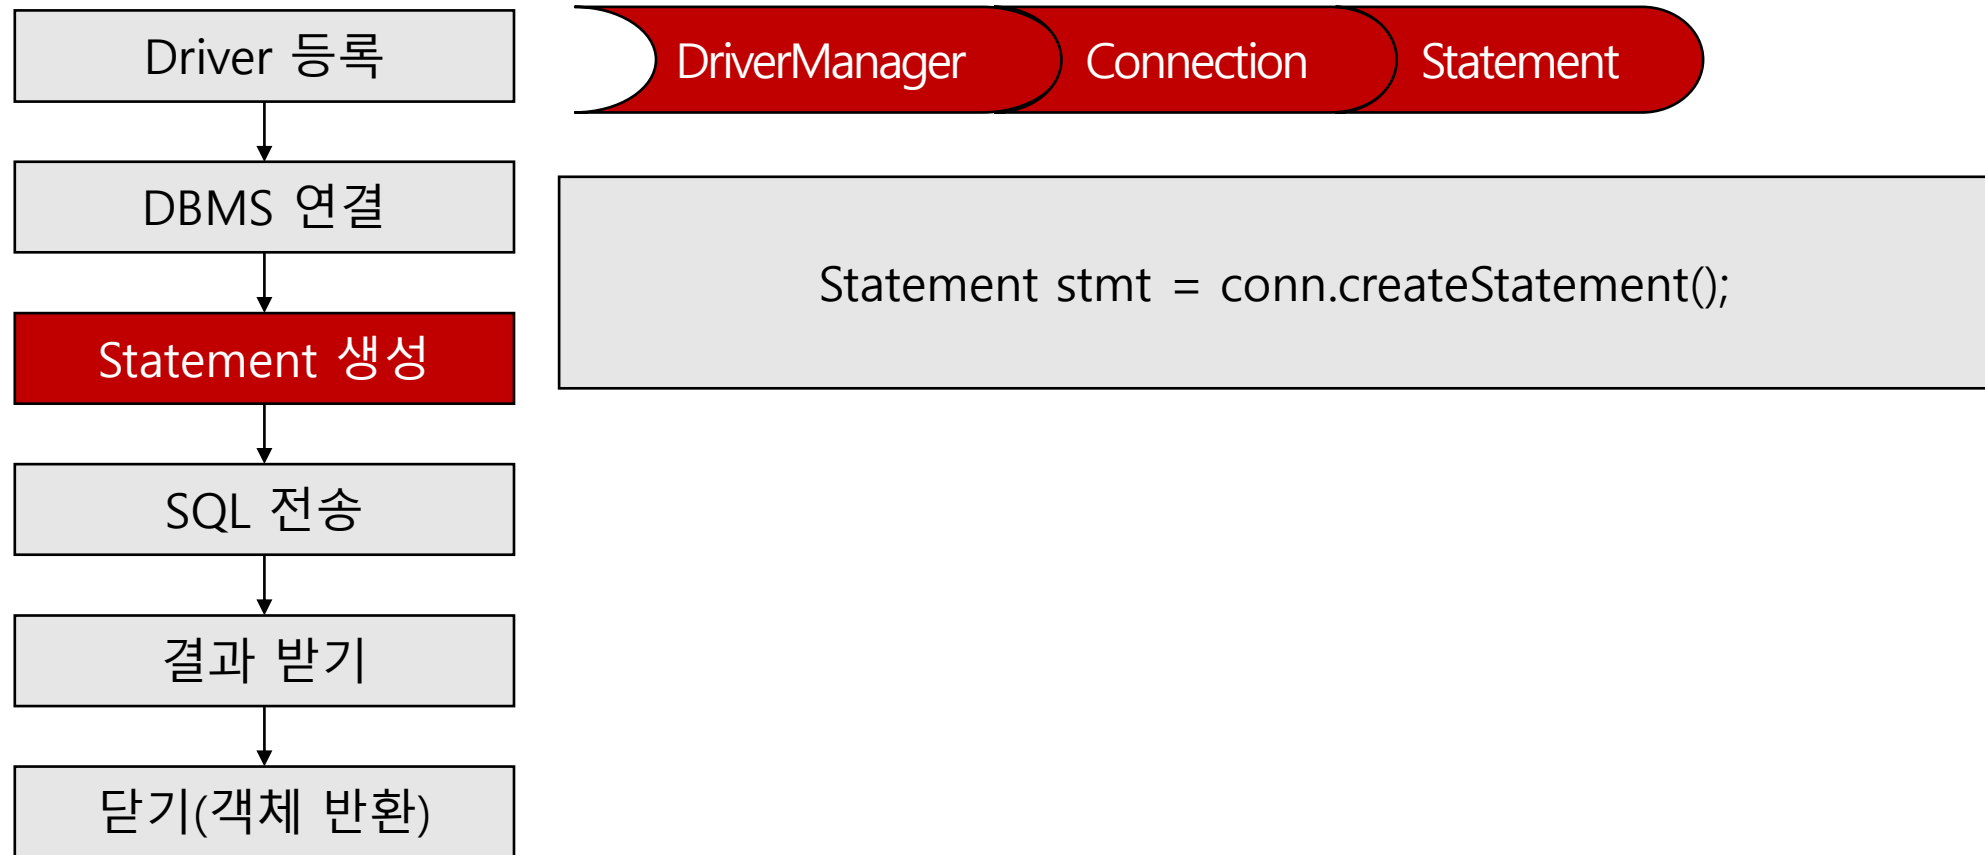 Driver 등록
DBMS 연결
Statement 생성
SQL 전송
결과 받기
닫기(객체 반환)
DriverManager
Connection
Statement
Statement stmt = conn.createStatement();